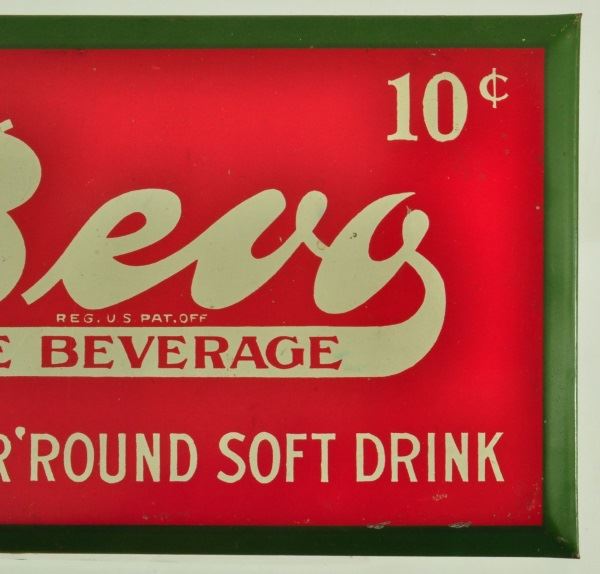 10¢
Bevo
REG. U.S. PAT. OFF
E BEVERAGE
R 'ROUND SOFT DRINK